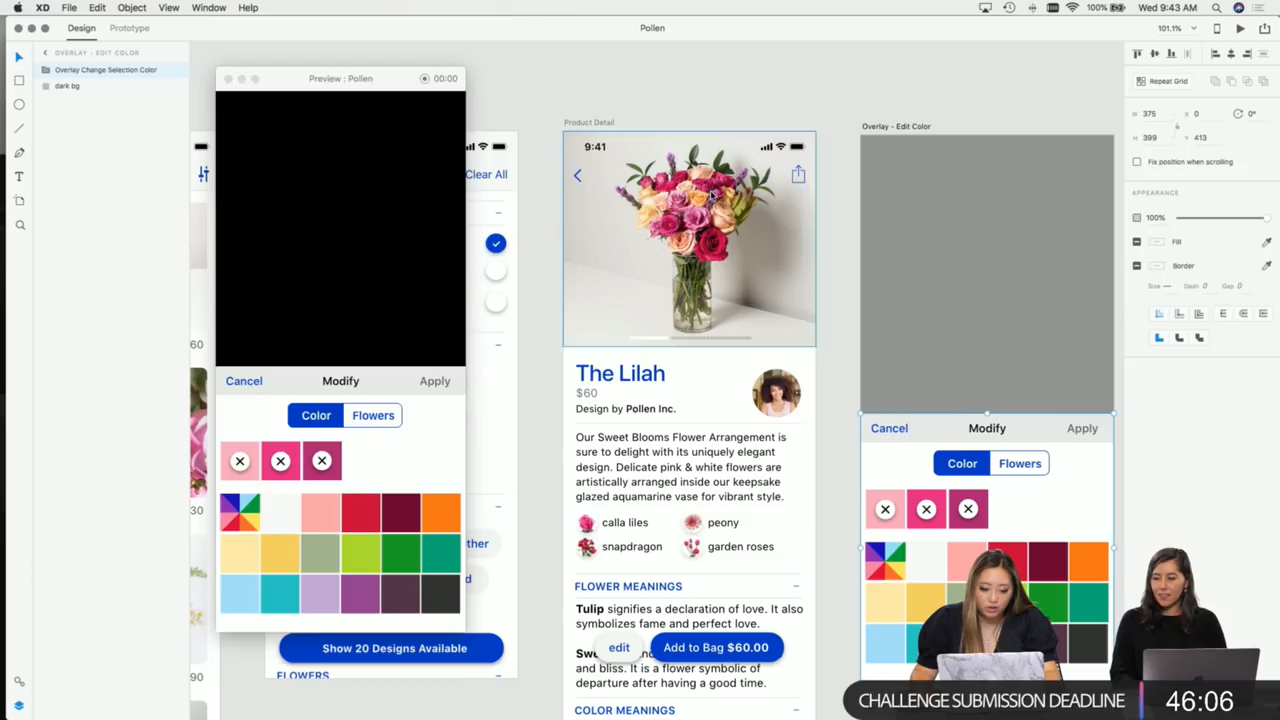 XD File Edit Object View Window Help
100% Wed 9:43 AM
Design Prototype
Pollen
101.1%
OVERLAY - EDIT COLOR
Overlay Change Selection Color
dark bg
Preview : Pollen 00:00
Cancel Modify Apply
Color Flowers
Clear All
60
30
90
ther
d
Show 20 Designs Available
FLOWERS
Product Detail
9:41
The Lilah
$60
Design by Pollen Inc.
Our Sweet Blooms Flower Arrangement is
sure to delight with its uniquely elegant
design. Delicate pink & white flowers are
artistically arranged inside our keepsake
glazed aquamarine vase for vibrant style.
calla liles peony
snapdragon garden roses
FLOWER MEANINGS
Tulip signifies a declaration of love. It also
symbolizes fame and perfect love.
edit Add to Bag $60.00
and bliss. It is a flower symbolic of
departure after having a good time.
COLOR MEANINGS
Overlay - Edit Color
Cancel Modify Apply
Color Flowers
Repeat Grid
W 375 X 0 0°
H 399 Y 413
Fix position when scrolling
APPEARANCE
100%
Fill
Border
Size — Dash 0 Gap 0
CHALLENGE SUBMISSION DEADLINE 46:06